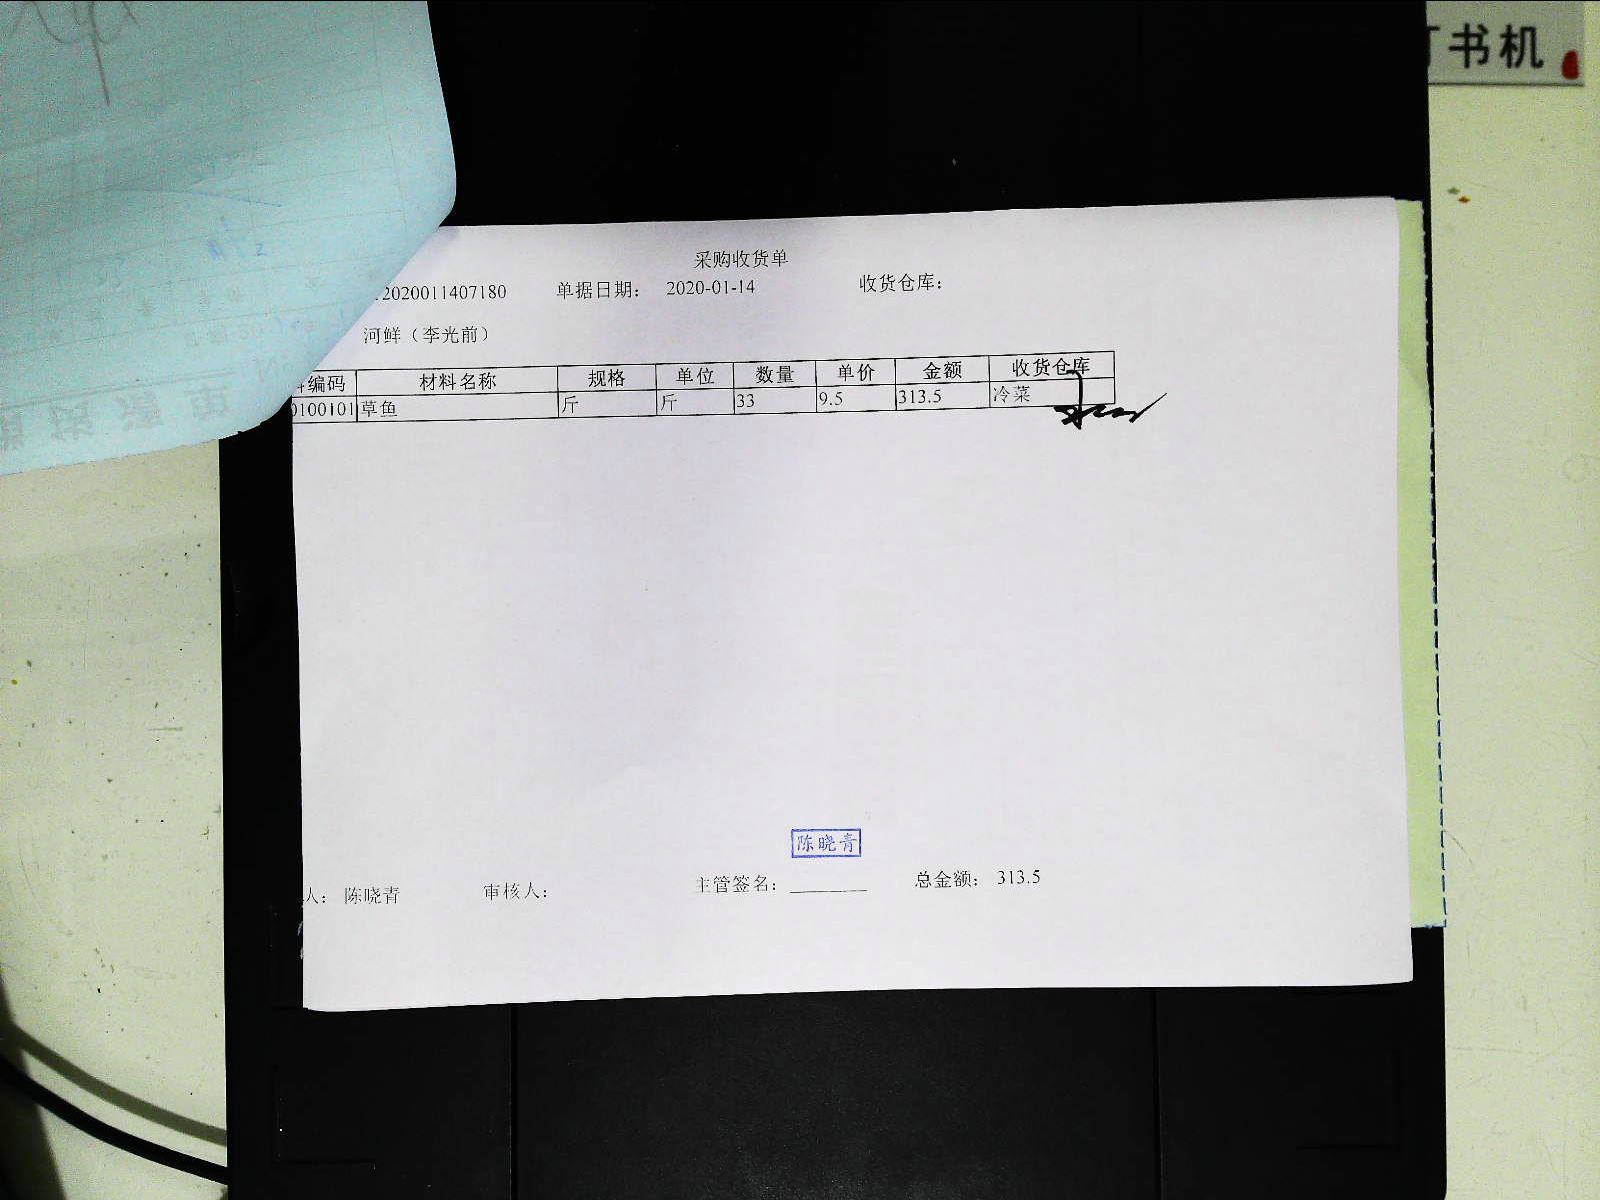 书机
采购收货单
2020011407180 单据日期： 2020-01-14 收货仓库：
河鲜（李光前）
编码 材料名称 规格 单位 数量 单价 金额 收货仓库
0100101 草鱼 斤 斤 33 9.5 313.5 冷菜
陈晓青
人： 陈晓青 审核人： 主管签名： 总金额： 313.5